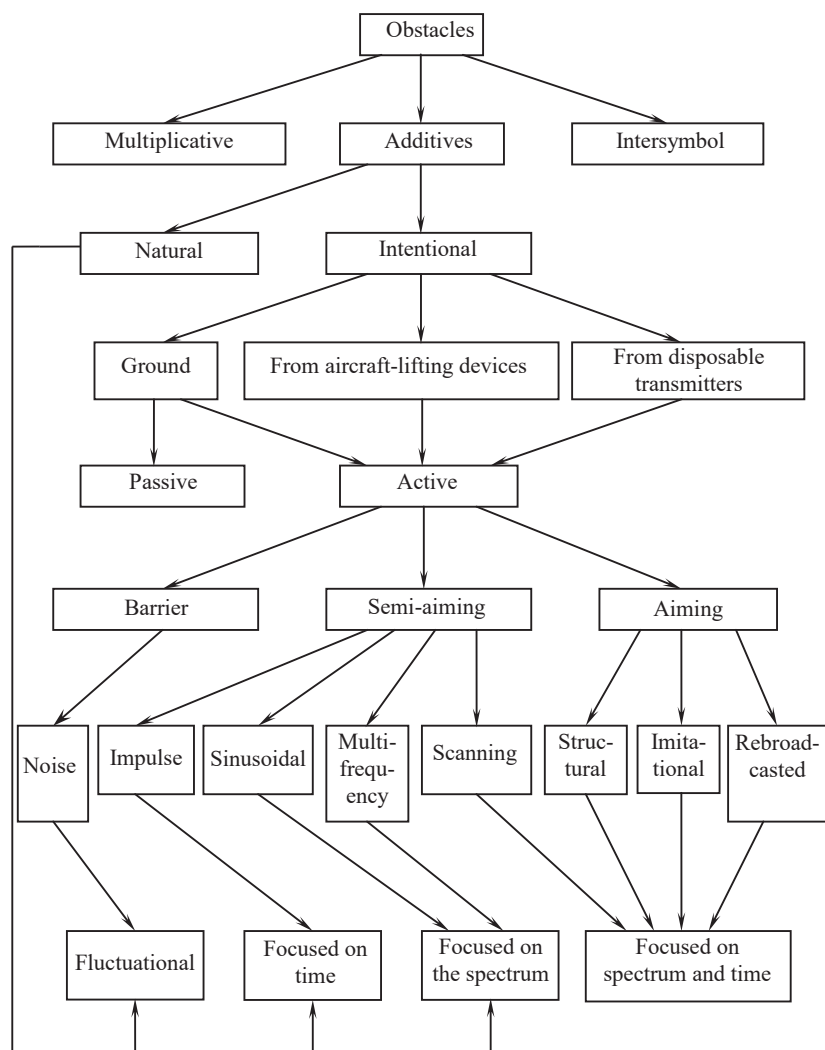 Obstacles
Multiplicative
Additives
Intersymbol
Natural
Intentional
Ground
From aircraft-lifting devices
From disposable
transmitters
Passive
Active
Barrier
Semi-aiming
Aiming
Noise
Impulse
Sinusoidal
Multi-
frequ-
ency
Scanning
Struc-
tural
Imita-
tional
Rebroad-
casted
Fluctuational
Focused on
time
Focused on
the spectrum
Focused on
spectrum and time